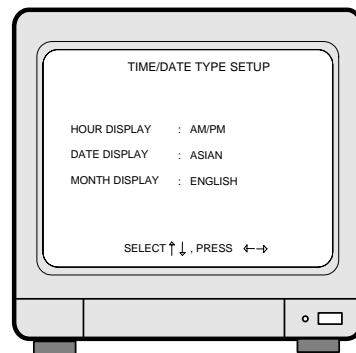 TIME/DATE TYPE SETUP
HOUR DISPLAY : AM/PM
DATE DISPLAY : ASIAN
MONTH DISPLAY : ENGLISH
SELECT ↑↓, PRESS ←→